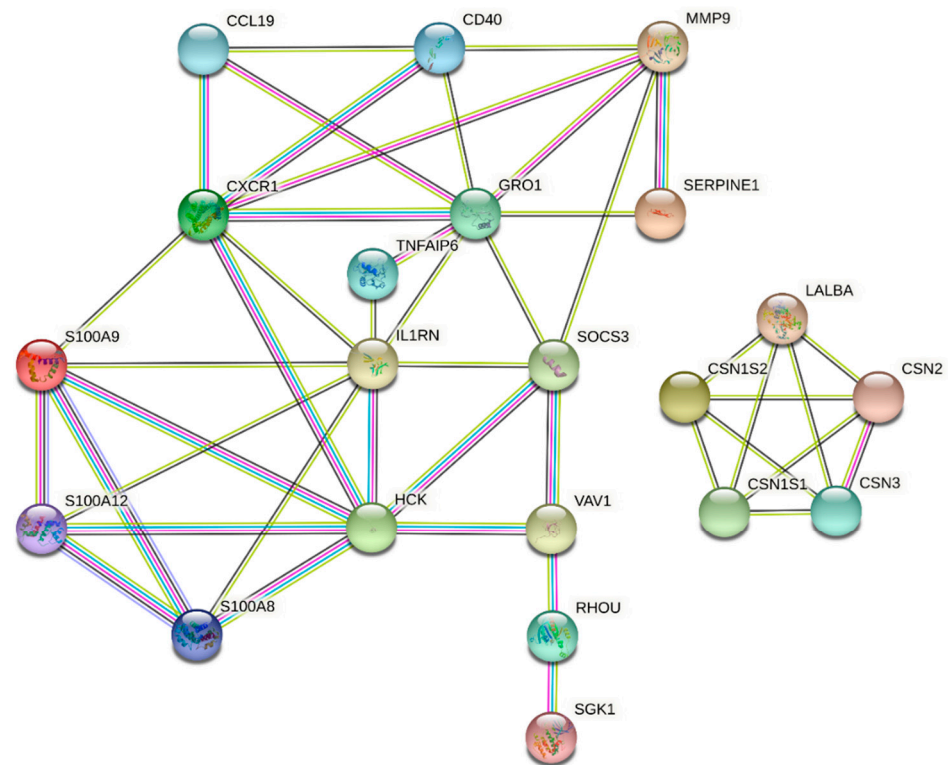 CCL19
CD40
MMP9
CXCR1
GRO1
SERPINE1
TNFAIP6
LALBA
S100A9
IL1RN
SOCS3
CSN1S2
CSN2
S100A12
HCK
VAV1
CSN1S1
CSN3
S100A8
RHOU
SGK1